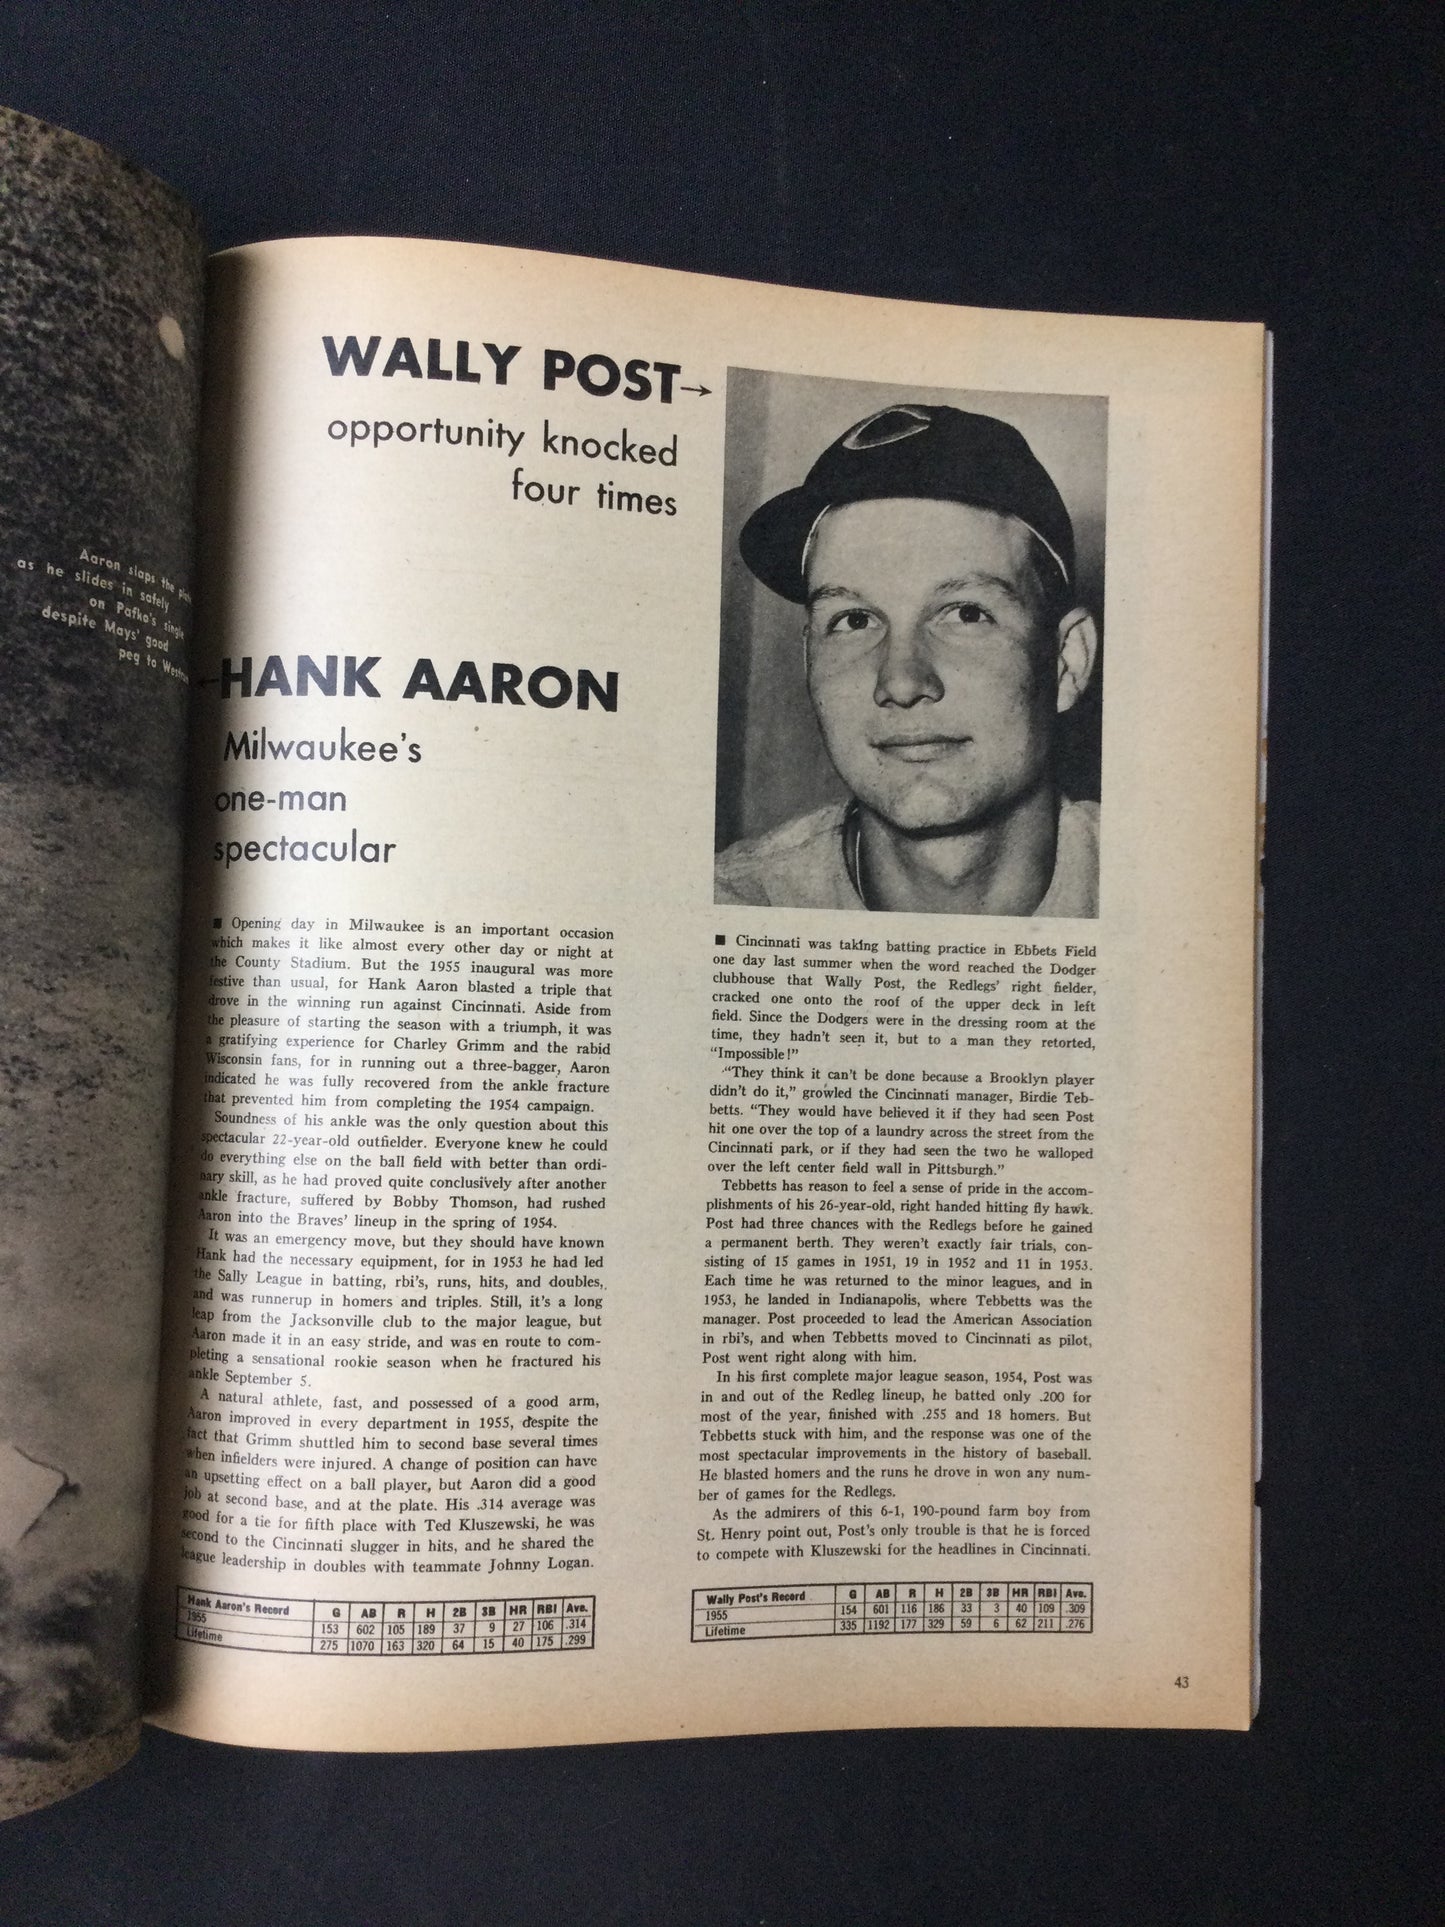 Aaron slaps the plate
as he slides in safely
on Pafko's single
despite Mays' good
peg to Westrum
WALLY POST→
opportunity knocked
four times
←HANK AARON
Milwaukee's
one-man
spectacular
■ Opening day in Milwaukee is an important occasion
which makes it like almost every other day or night at
the County Stadium. But the 1955 inaugural was more
festive than usual, for Hank Aaron blasted a triple that
drove in the winning run against Cincinnati. Aside from
the pleasure of starting the season with a triumph, it was
a gratifying experience for Charley Grimm and the rabid
Wisconsin fans, for in running out a three-bagger, Aaron
indicated he was fully recovered from the ankle fracture
that prevented him from completing the 1954 campaign.
Soundness of his ankle was the only question about this
spectacular 22-year-old outfielder. Everyone knew he could
do everything else on the ball field with better than ordi-
nary skill, as he had proved quite conclusively after another
ankle fracture, suffered by Bobby Thomson, had rushed
Aaron into the Braves' lineup in the spring of 1954.
It was an emergency move, but they should have known
Hank had the necessary equipment, for in 1953 he had led
the Sally League in batting, rbi's, runs, hits, and doubles,
and was runnerup in homers and triples. Still, it's a long
leap from the Jacksonville club to the major league, but
Aaron made it in an easy stride, and was en route to com-
pleting a sensational rookie season when he fractured his
ankle September 5.
A natural athlete, fast, and possessed of a good arm,
Aaron improved in every department in 1955, despite the
fact that Grimm shuttled him to second base several times
when infielders were injured. A change of position can have
an upsetting effect on a ball player, but Aaron did a good
job at second base, and at the plate. His .314 average was
good for a tie for fifth place with Ted Kluszewski, he was
second to the Cincinnati slugger in hits, and he shared the
league leadership in doubles with teammate Johnny Logan.
Hank Aaron's Record G AB R H 2B 3B HR RBI Ave.
1955 153 602 105 189 37 9 27 106 .314
Lifetime 275 1070 163 320 64 15 40 175 .299
■ Cincinnati was taking batting practice in Ebbets Field
one day last summer when the word reached the Dodger
clubhouse that Wally Post, the Redlegs' right fielder,
cracked one onto the roof of the upper deck in left
field. Since the Dodgers were in the dressing room at the
time, they hadn't seen it, but to a man they retorted,
"Impossible!"
"They think it can't be done because a Brooklyn player
didn't do it," growled the Cincinnati manager, Birdie Teb-
betts. "They would have believed it if they had seen Post
hit one over the top of a laundry across the street from the
Cincinnati park, or if they had seen the two he walloped
over the left center field wall in Pittsburgh."
Tebbetts has reason to feel a sense of pride in the accom-
plishments of his 26-year-old, right handed hitting fly hawk.
Post had three chances with the Redlegs before he gained
a permanent berth. They weren't exactly fair trials, con-
sisting of 15 games in 1951, 19 in 1952 and 11 in 1953.
Each time he was returned to the minor leagues, and in
1953, he landed in Indianapolis, where Tebbetts was the
manager. Post proceeded to lead the American Association
in rbi's, and when Tebbetts moved to Cincinnati as pilot,
Post went right along with him.
In his first complete major league season, 1954, Post was
in and out of the Redleg lineup, he batted only .200 for
most of the year, finished with .255 and 18 homers. But
Tebbetts stuck with him, and the response was one of the
most spectacular improvements in the history of baseball.
He blasted homers and the runs he drove in won any num-
ber of games for the Redlegs.
As the admirers of this 6-1, 190-pound farm boy from
St. Henry point out, Post's only trouble is that he is forced
to compete with Kluszewski for the headlines in Cincinnati.
Wally Post's Record G AB R H 2B 3B HR RBI Ave.
1955 154 601 116 186 33 3 40 109 .309
Lifetime 335 1192 177 329 59 6 62 211 .276
43